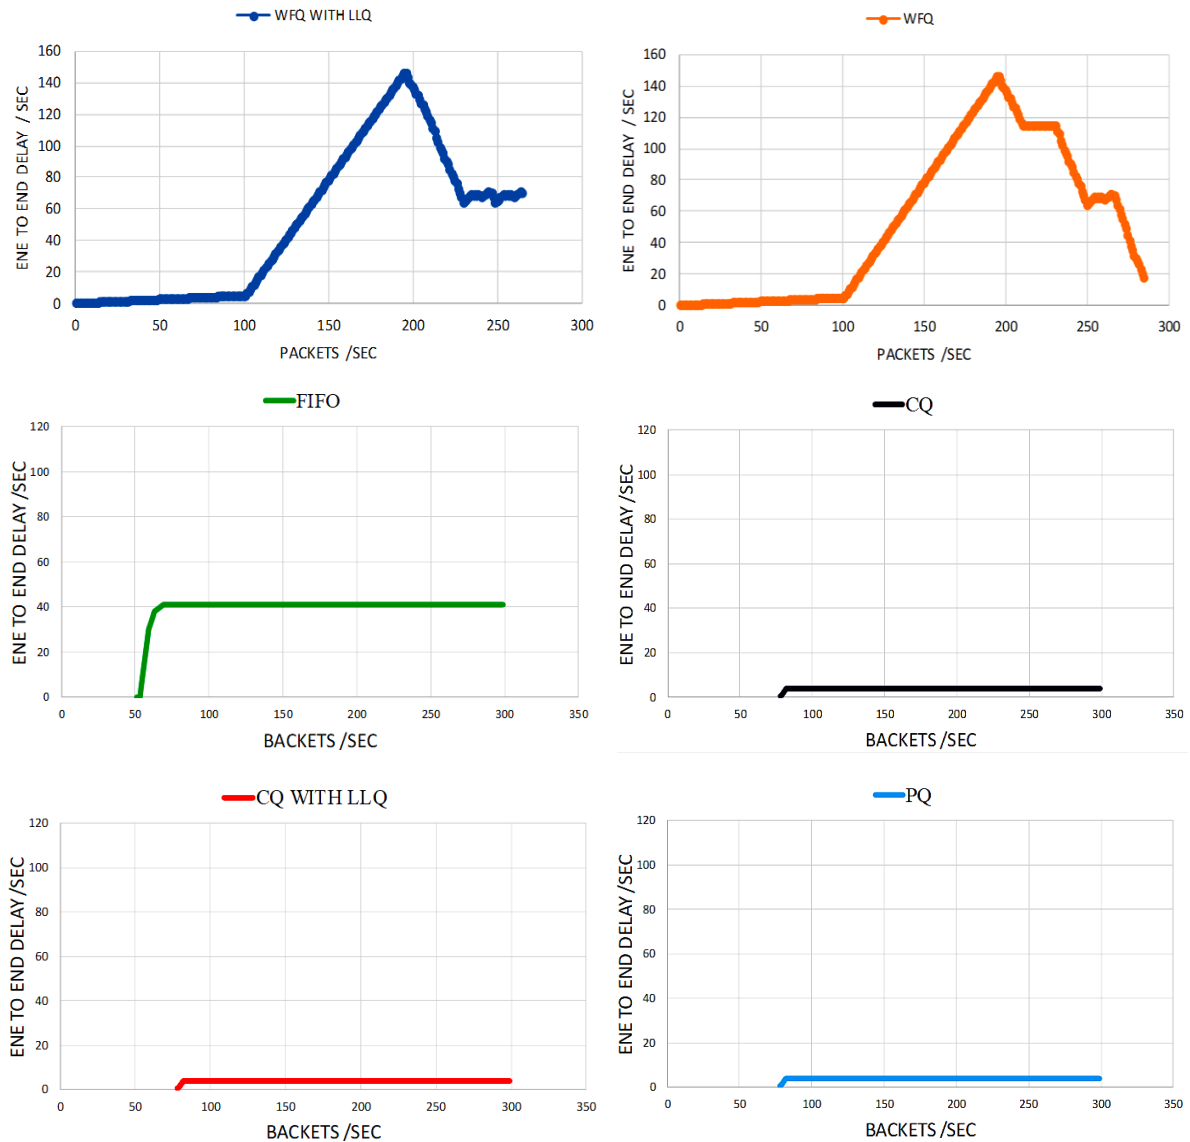 WFQ WITH LLQ
ENE TO END DELAY / SEC
160
140
120
100
80
60
40
20
0
0 50 100 150 200 250 300
PACKETS /SEC
WFQ
ENE TO END DELAY / SEC
160
140
120
100
80
60
40
20
0
0 50 100 150 200 250 300
PACKETS /SEC
FIFO
ENE TO END DELAY /SEC
120
100
80
60
40
20
0
0 50 100 150 200 250 300 350
BACKETS /SEC
CQ
ENE TO END DELAY /SEC
120
100
80
60
40
20
0
0 50 100 150 200 250 300 350
BACKETS /SEC
CQ WITH LLQ
ENE TO END DELAY /SEC
120
100
80
60
40
20
0
0 50 100 150 200 250 300 350
BACKETS /SEC
PQ
ENE TO END DELAY /SEC
120
100
80
60
40
20
0
0 50 100 150 200 250 300 350
BACKETS /SEC